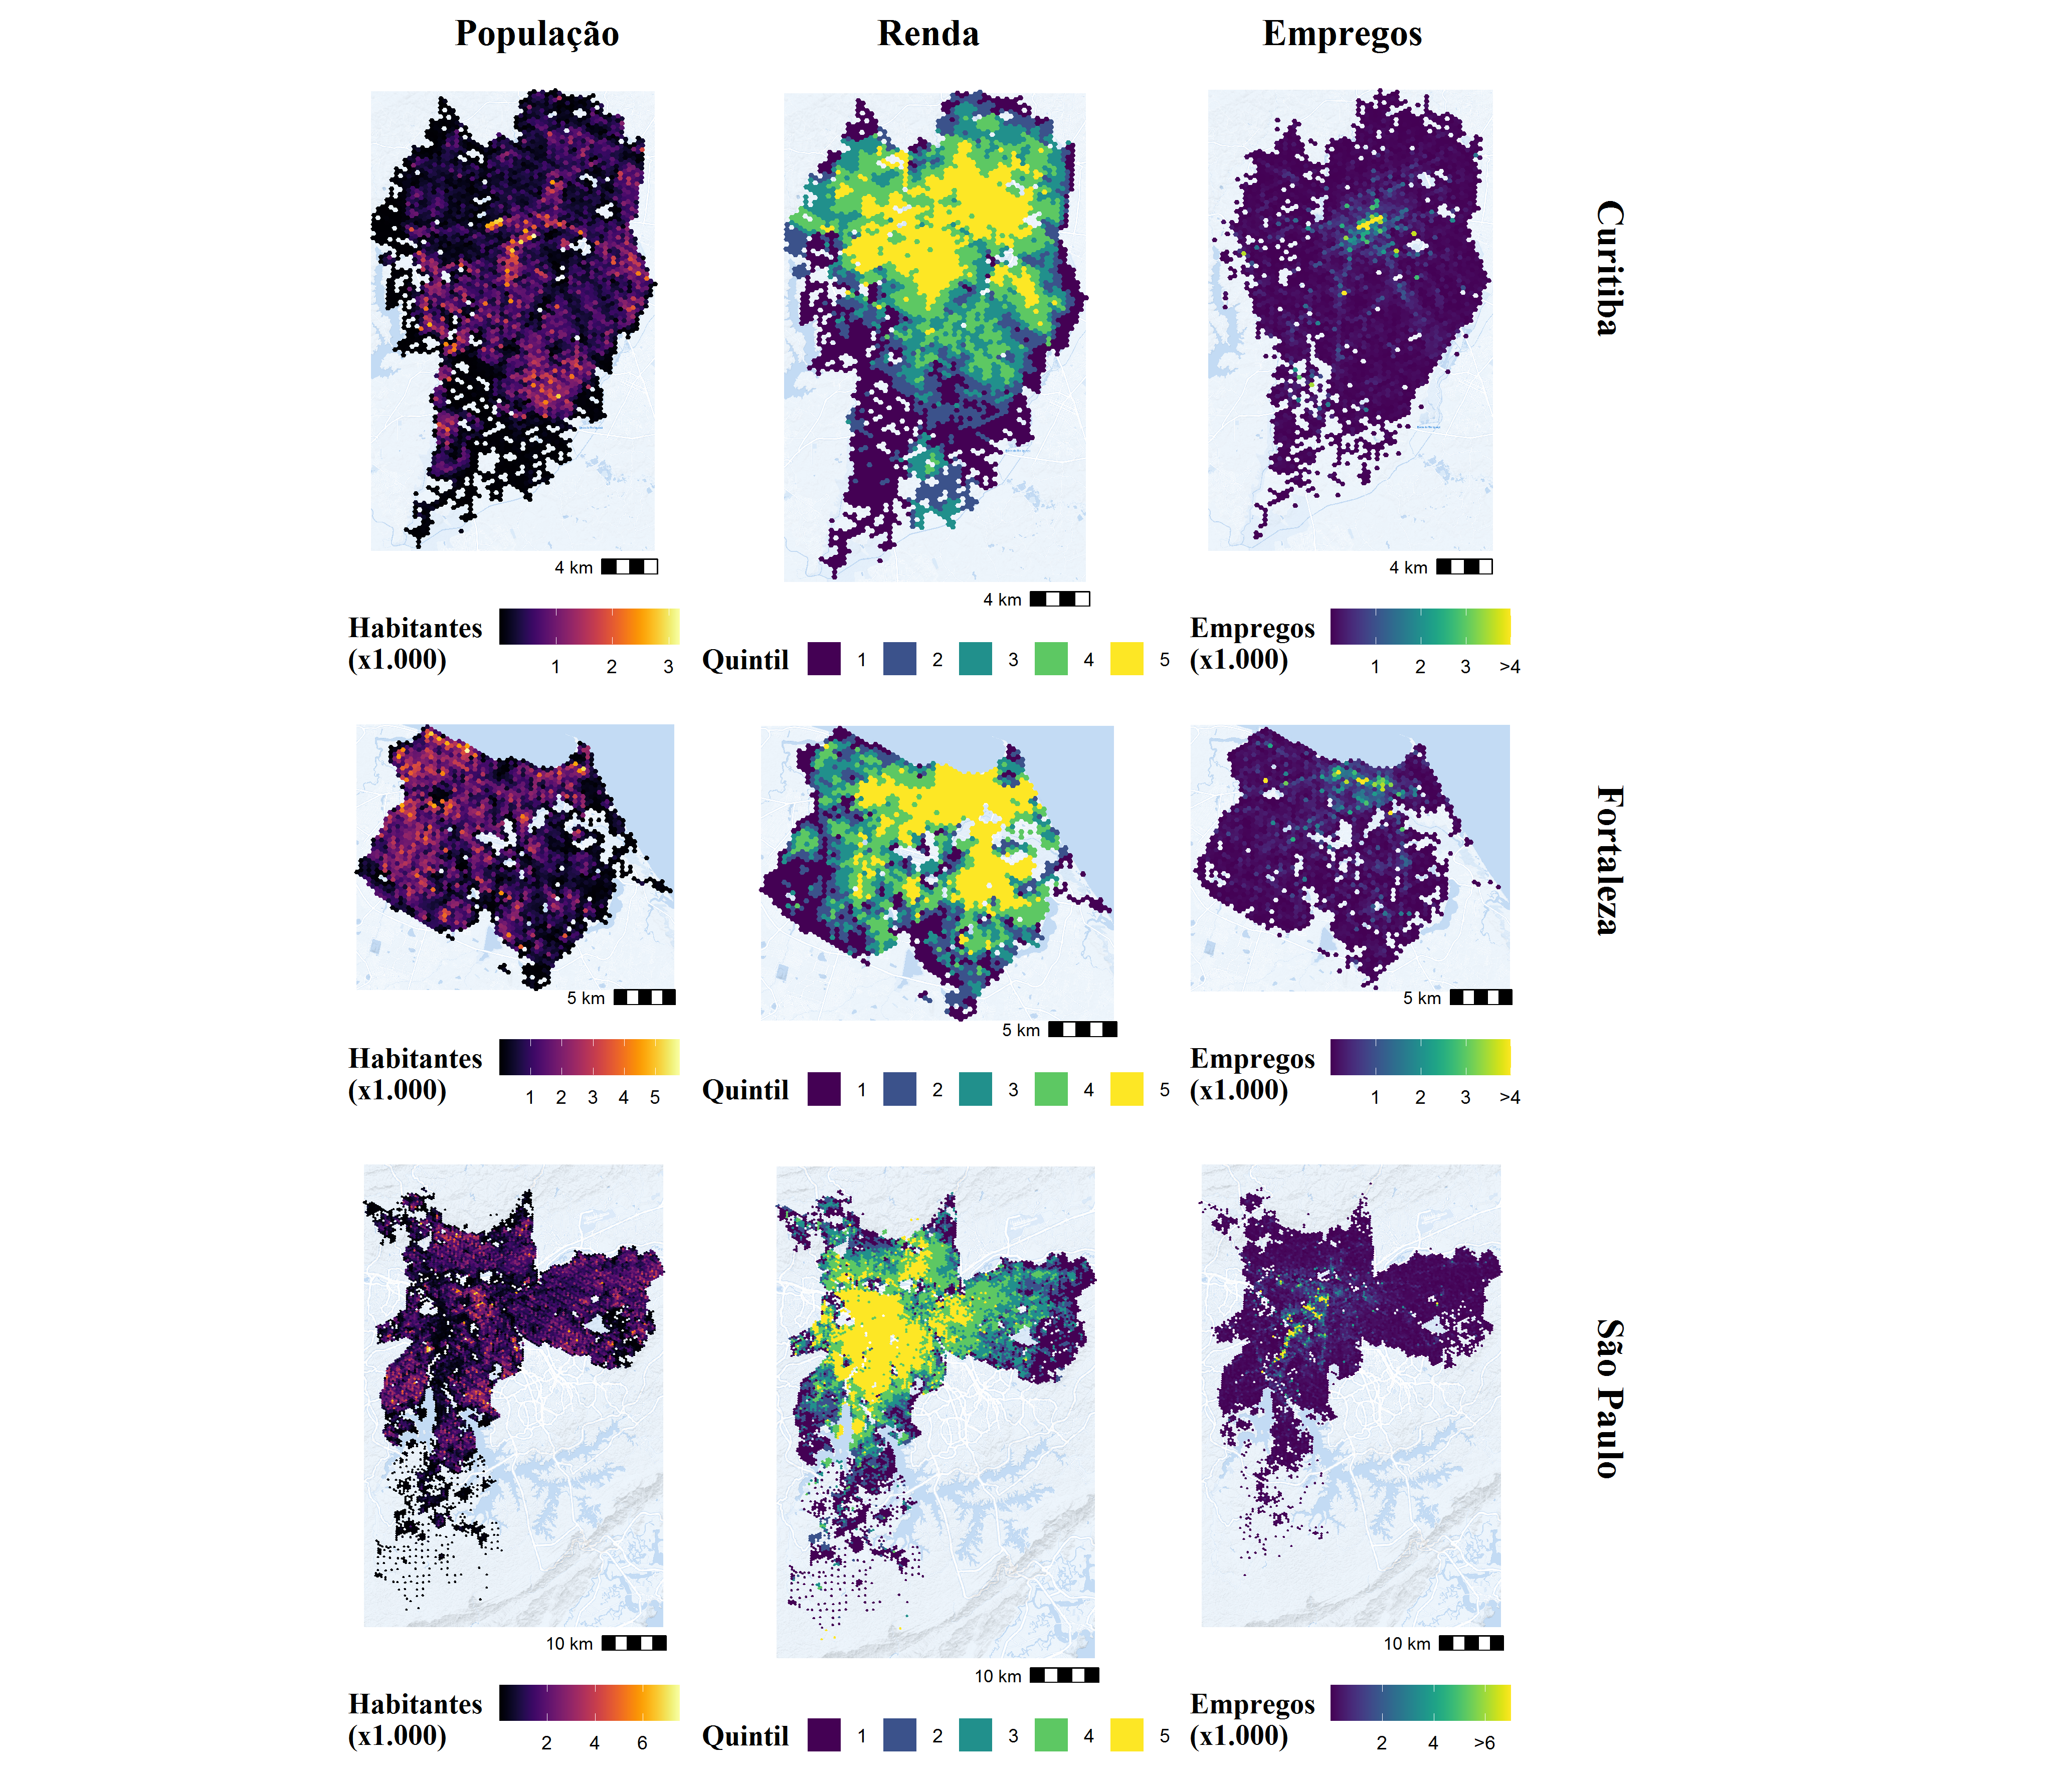 População Renda Empregos
Curitiba
4 km 4 km 4 km
Habitantes
(x1.000)
1 2 3
Quintil 1 2 3 4 5
Empregos
(x1.000)
1 2 3 >4
Fortaleza
5 km 5 km 5 km
Habitantes
(x1.000)
1 2 3 4 5
Quintil 1 2 3 4 5
Empregos
(x1.000)
1 2 3 >4
São Paulo
10 km 10 km 10 km
Habitantes
(x1.000)
2 4 6
Quintil 1 2 3 4 5
Empregos
(x1.000)
2 4 >6